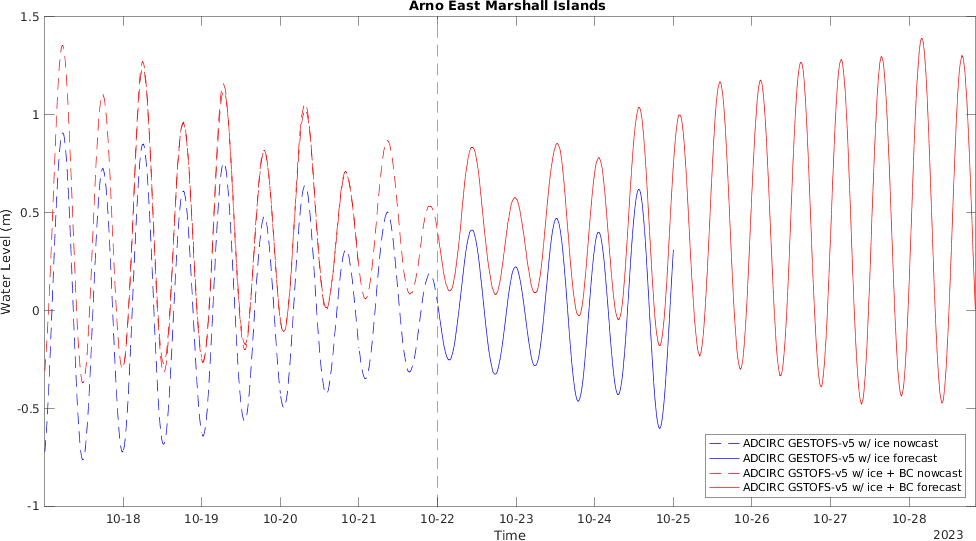 Arno East Marshall Islands
1.5
1
0.5
0
-0.5
-1
Water Level (m)
10-18 10-19 10-20 10-21 10-22 10-23 10-24 10-25 10-26 10-27 10-28
Time
2023
ADCIRC GESTOFS-v5 w/ ice nowcast
ADCIRC GESTOFS-v5 w/ ice forecast
ADCIRC GSTOFS-v5 w/ ice + BC nowcast
ADCIRC GSTOFS-v5 w/ ice + BC forecast